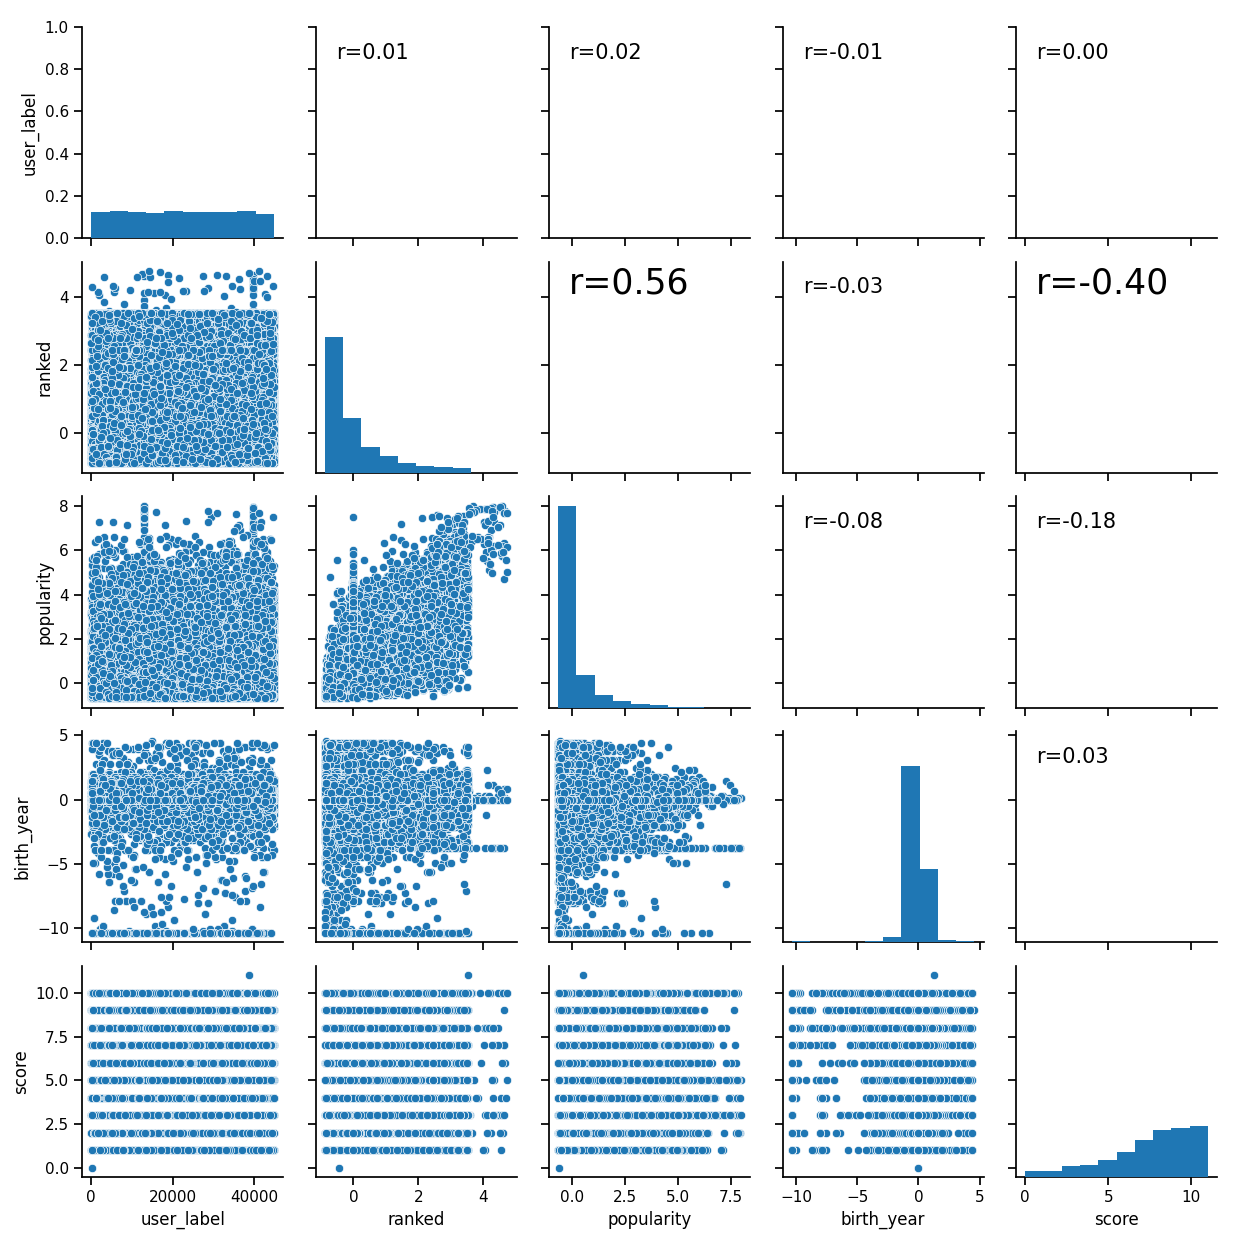 1.0
0.8
0.6
0.4
0.2
0.0
user_label
r=0.01
r=0.02
r=-0.01
r=0.00
4
2
0
ranked
r=0.56
r=-0.03
r=-0.40
8
6
4
2
0
popularity
r=-0.08
r=-0.18
5
0
−5
−10
birth_year
r=0.03
10.0
7.5
5.0
2.5
0.0
score
0 20000 40000
0 2 4
0.0 2.5 5.0 7.5
−10 −5 0 5
0 5 10
user_label
ranked
popularity
birth_year
score